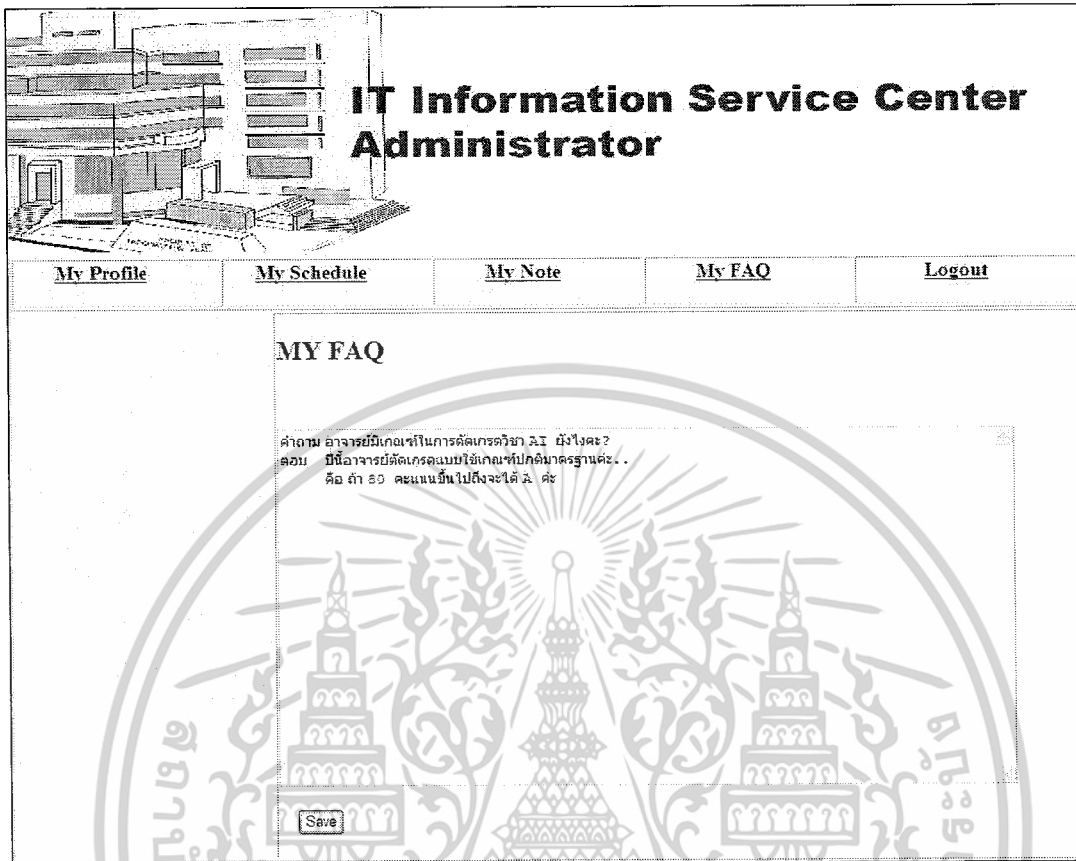 IT Information Service Center
Administrator
My Profile My Schedule My Note My FAQ Logout
MY FAQ
คำถาม อาจารย์มีเกณฑ์ในการตัดเกรดวิชา AI ยังไงคะ?
ตอบ ปีนี้อาจารย์ตัดเกรดแบบใช้เกณฑ์ปกติมาตรฐานค่ะ..
คือ ถ้า 80 คะแนนขึ้นไปถึงจะได้ A ค่ะ
Save